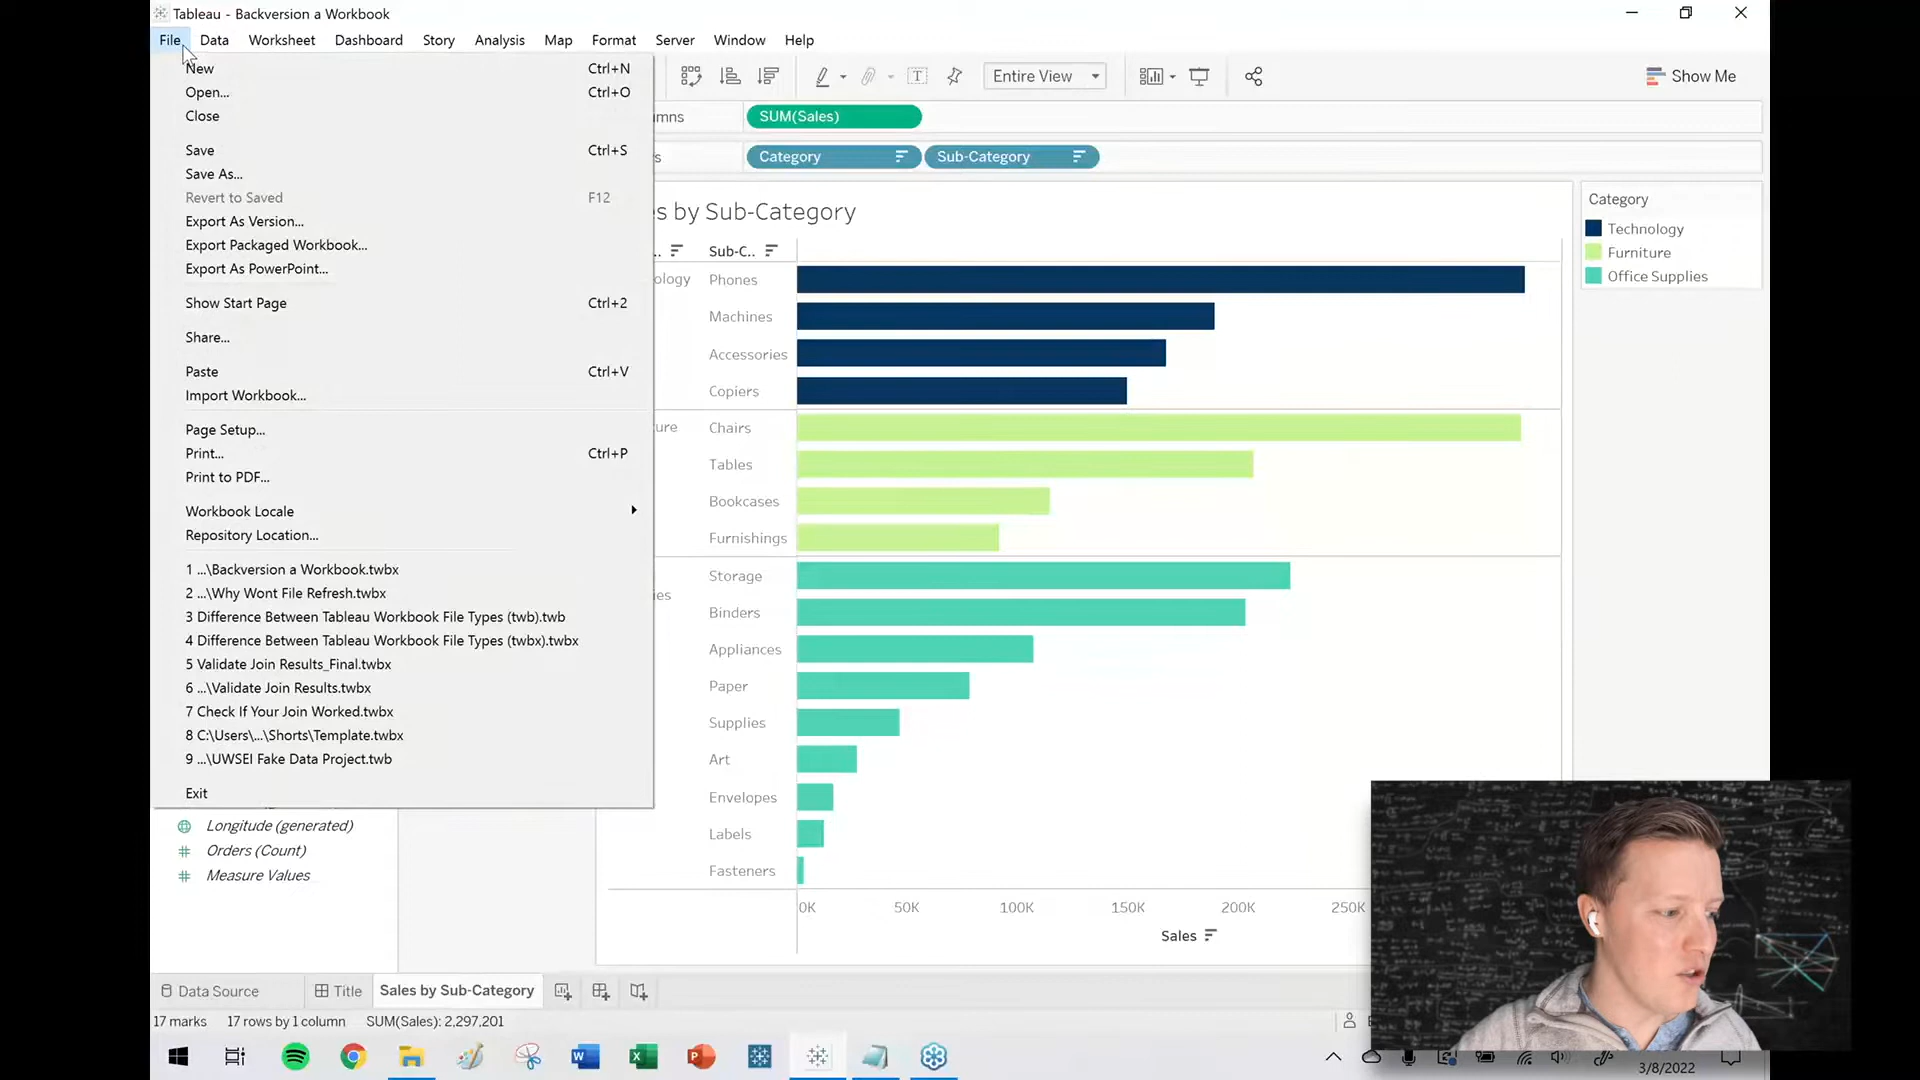 Tableau - Backversion a Workbook
File Data Worksheet Dashboard Story Analysis Map Format Server Window Help
New Ctrl+N
Open... Ctrl+O
Close
Save Ctrl+S
Save As...
Revert to Saved F12
Export As Version...
Export Packaged Workbook...
Export As PowerPoint...
Show Start Page Ctrl+2
Share...
Paste Ctrl+V
Import Workbook...
Page Setup...
Print... Ctrl+P
Print to PDF...
Workbook Locale
Repository Location...
1 ...\Backversion a Workbook.twbx
2 ...\Why Wont File Refresh.twbx
3 Difference Between Tableau Workbook File Types (twb).twb
4 Difference Between Tableau Workbook File Types (twbx).twbx
5 Validate Join Results_Final.twbx
6 ...\Validate Join Results.twbx
7 Check If Your Join Worked.twbx
8 C:\Users\...\Shorts\Template.twbx
9 ...\UWSEI Fake Data Project.twb
Exit
Longitude (generated)
Orders (Count)
Measure Values
Entire View
Show Me
mns SUM(Sales)
s Category Sub-Category
s by Sub-Category
.. Sub-C..
ology Phones
Machines
Accessories
Copiers
ure Chairs
Tables
Bookcases
Furnishings
Storage
ies Binders
Appliances
Paper
Supplies
Art
Envelopes
Labels
Fasteners
0K 50K 100K 150K 200K 250K
Sales
Category
Technology
Furniture
Office Supplies
Data Source Title Sales by Sub-Category
17 marks 17 rows by 1 column SUM(Sales): 2,297,201
3/8/2022